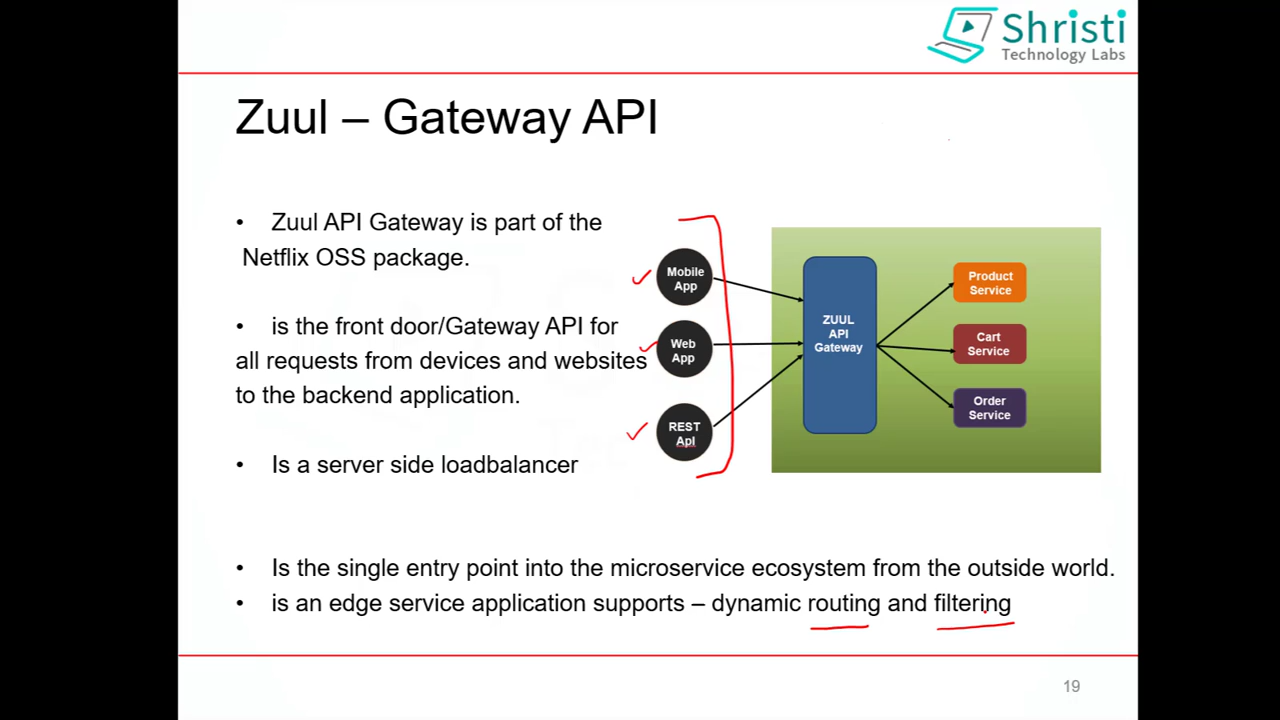 Shristi
Technology Labs
Zuul – Gateway API
• Zuul API Gateway is part of the
Netflix OSS package.
• is the front door/Gateway API for
all requests from devices and websites
to the backend application.
• Is a server side loadbalancer
Mobile
App
Web
App
REST
ApI
ZUUL
API
Gateway
Product
Service
Cart
Service
Order
Service
• Is the single entry point into the microservice ecosystem from the outside world.
• is an edge service application supports – dynamic routing and filtering
19